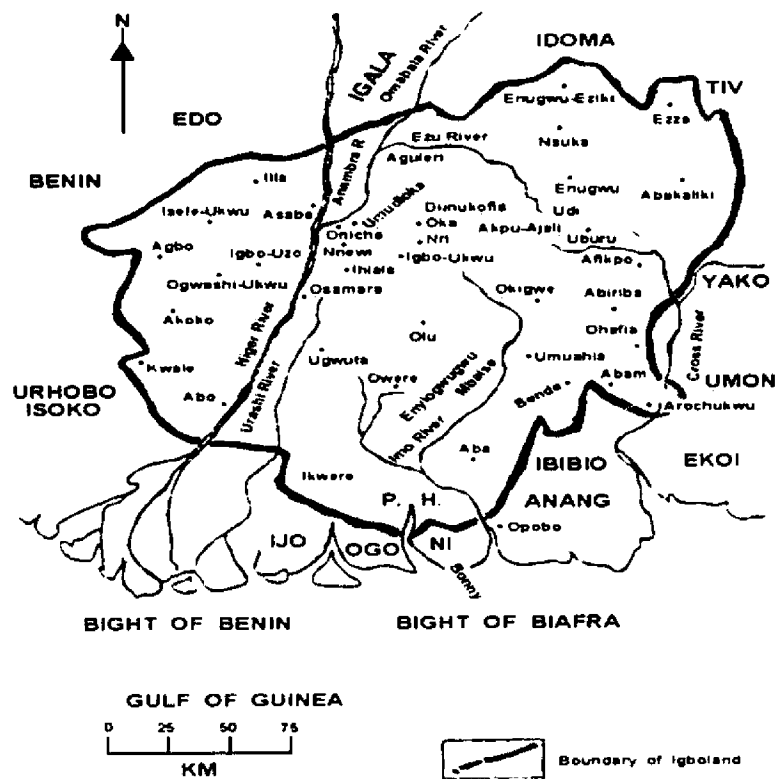 N
IDOMA
IGALA
Omabala River
TIV
Enugwu-Eziki
Ezza
EDO
Ezu River
Nsuka
Anambra R
Aguleri
BENIN
Illa
Enugwu
Abakaliki
Isele-Ukwu
Asaba
Umudioka
Udi
Onicha
Oka
Akpu-Ajali
Uburu
Agbo
Igbo-Uzo
Nnewi
Nri
Ihiala
Igbo-Ukwu
Afikpo
Ogwashi-Ukwu
YAKO
Osamara
Okigwe
Abiriba
Akoko
Niger River
Olu
Ohafia
Cross River
Kwale
Urashi River
Ugwuta
Umuahia
Owere
Mbaise
Abam
UMON
URHOBO
ISOKO
Abo
Bende
Arochukwu
Imo River
Aba
IBIBIO
EKOI
Ikwere
P. H.
ANANG
Opobo
IJO
OGO
NI
Bonny
BIGHT OF BENIN
BIGHT OF BIAFRA
GULF OF GUINEA
0 25 50 75
KM
Boundary of Igboland